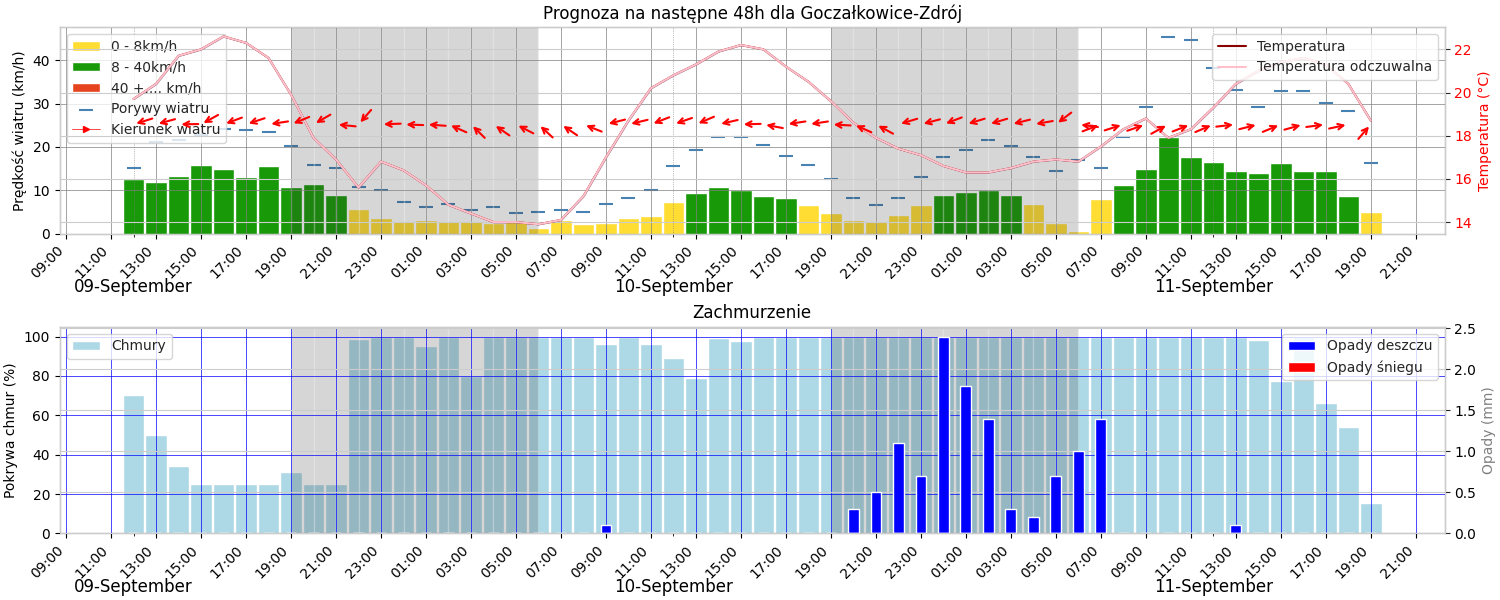 Prognoza na następne 48h dla Goczałkowice-Zdrój
Prędkość wiatru (km/h)
40
30
20
10
0
0 - 8km/h
8 - 40km/h
40 + ... km/h
Porywy wiatru
Kierunek wiatru
Temperatura
Temperatura odczuwalna
22
20
18
16
14
Temperatura (°C)
09:00 11:00 13:00 15:00 17:00 19:00 21:00 23:00 01:00 03:00 05:00 07:00 09:00 11:00 13:00 15:00 17:00 19:00 21:00 23:00 01:00 03:00 05:00 07:00 09:00 11:00 13:00 15:00 17:00 19:00 21:00
09-September 10-September 11-September
Zachmurzenie
Pokrywa chmur (%)
100
80
60
40
20
0
Chmury
Opady deszczu
Opady śniegu
2.5
2.0
1.5
1.0
0.5
0.0
Opady (mm)
09:00 11:00 13:00 15:00 17:00 19:00 21:00 23:00 01:00 03:00 05:00 07:00 09:00 11:00 13:00 15:00 17:00 19:00 21:00 23:00 01:00 03:00 05:00 07:00 09:00 11:00 13:00 15:00 17:00 19:00 21:00
09-September 10-September 11-September